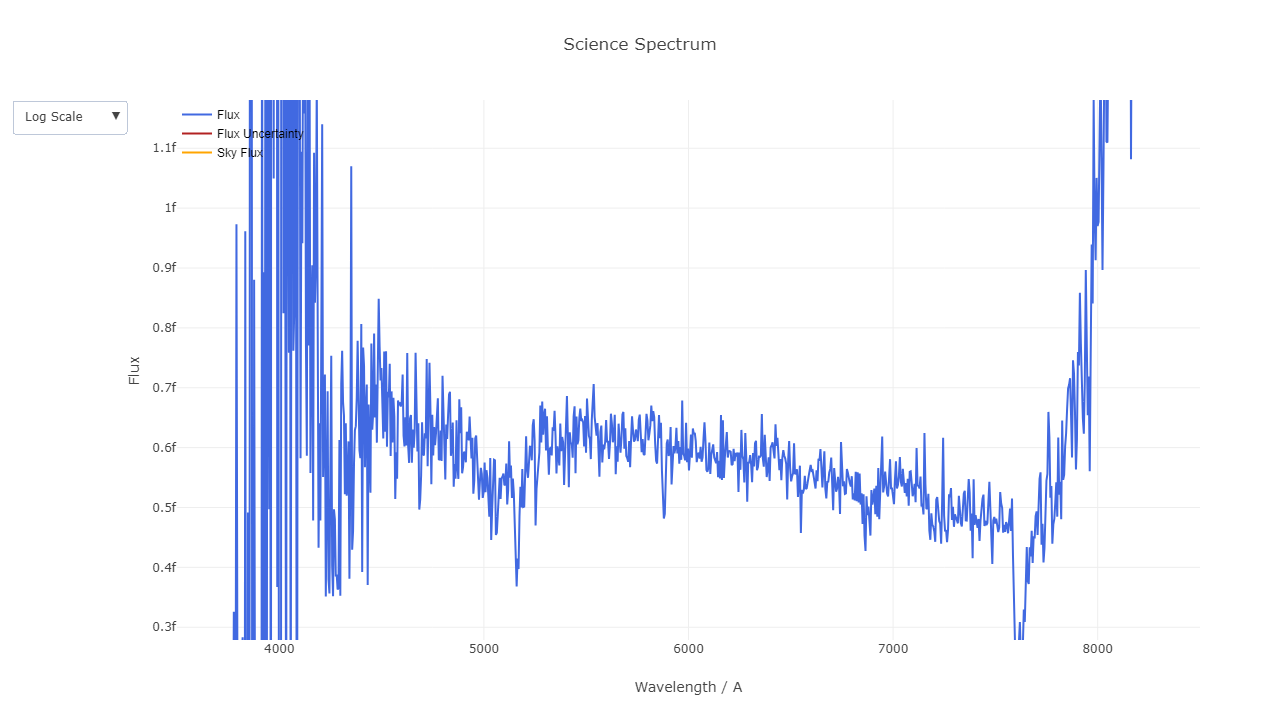 Science Spectrum
Log Scale
Flux
Flux Uncertainty
Sky Flux
1.1f
1f
0.9f
0.8f
0.7f
0.6f
0.5f
0.4f
0.3f
Flux
4000 5000 6000 7000 8000
Wavelength / A